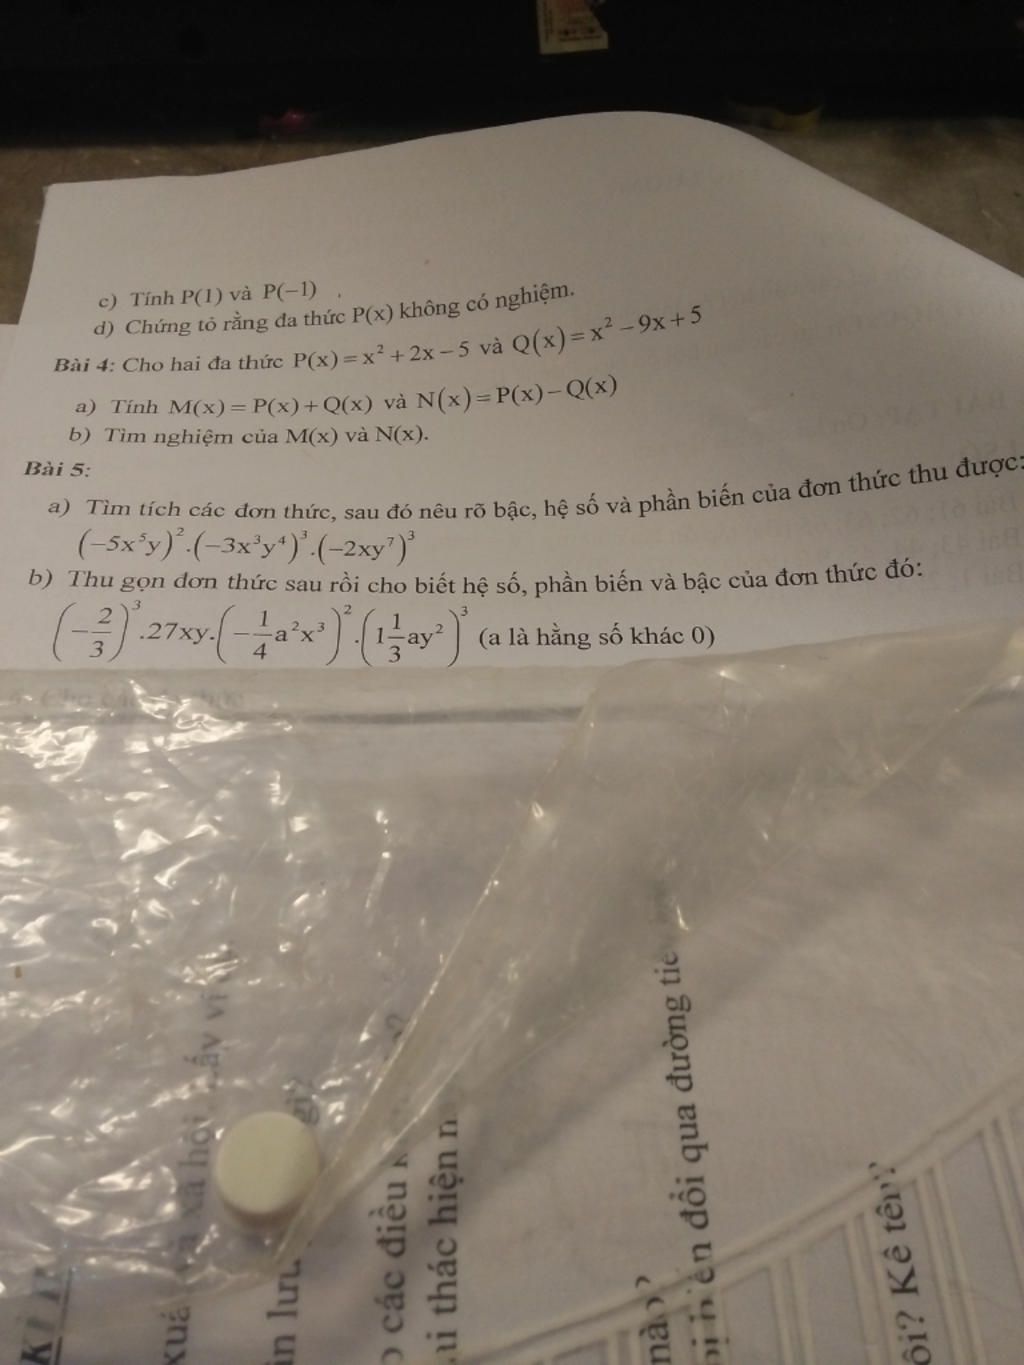 c) Tính P(1) và P(−1)
d) Chứng tỏ rằng đa thức P(x) không có nghiệm.
Bài 4: Cho hai đa thức P(x) = x² + 2x − 5 và Q(x) = x² − 9x + 5
a) Tính M(x) = P(x) + Q(x) và N(x) = P(x) − Q(x)
b) Tìm nghiệm của M(x) và N(x).
Bài 5:
a) Tìm tích các đơn thức, sau đó nêu rõ bậc, hệ số và phần biến của đơn thức thu được:
(−5x⁵y)².(−3x³y⁴)³.(−2xy⁷)³
b) Thu gọn đơn thức sau rồi cho biết hệ số, phần biến và bậc của đơn thức đó:
(−2/3)³.27xy.(−1/4a²x³)².(1 1/3ay²)³ (a là hằng số khác 0)
xã hội
các điều
thác hiện
nào?
đổi qua đường
Kê tên?